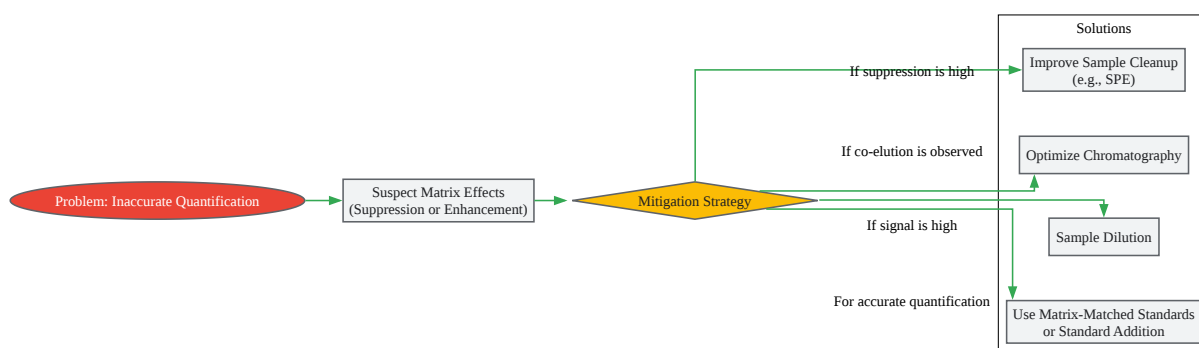 Solutions
If suppression is high
Improve Sample Cleanup
(e.g., SPE)
If co-elution is observed
Optimize Chromatography
Problem: Inaccurate Quantification
Suspect Matrix Effects
(Suppression or Enhancement)
Mitigation Strategy
If signal is high
Sample Dilution
For accurate quantification
Use Matrix-Matched Standards
or Standard Addition